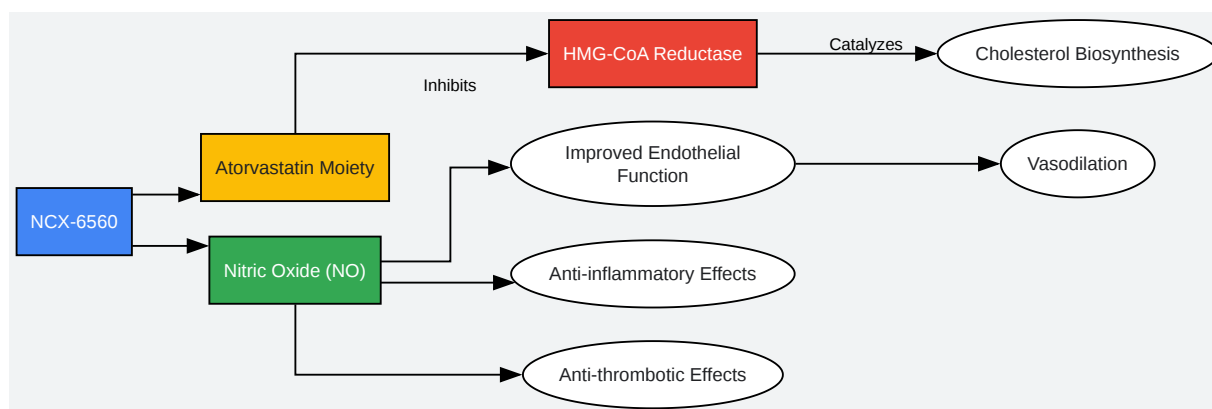 HMG-CoA Reductase
Catalyzes
Cholesterol Biosynthesis
Inhibits
Atorvastatin Moiety
Improved Endothelial
Function
Vasodilation
NCX-6560
Nitric Oxide (NO)
Anti-inflammatory Effects
Anti-thrombotic Effects